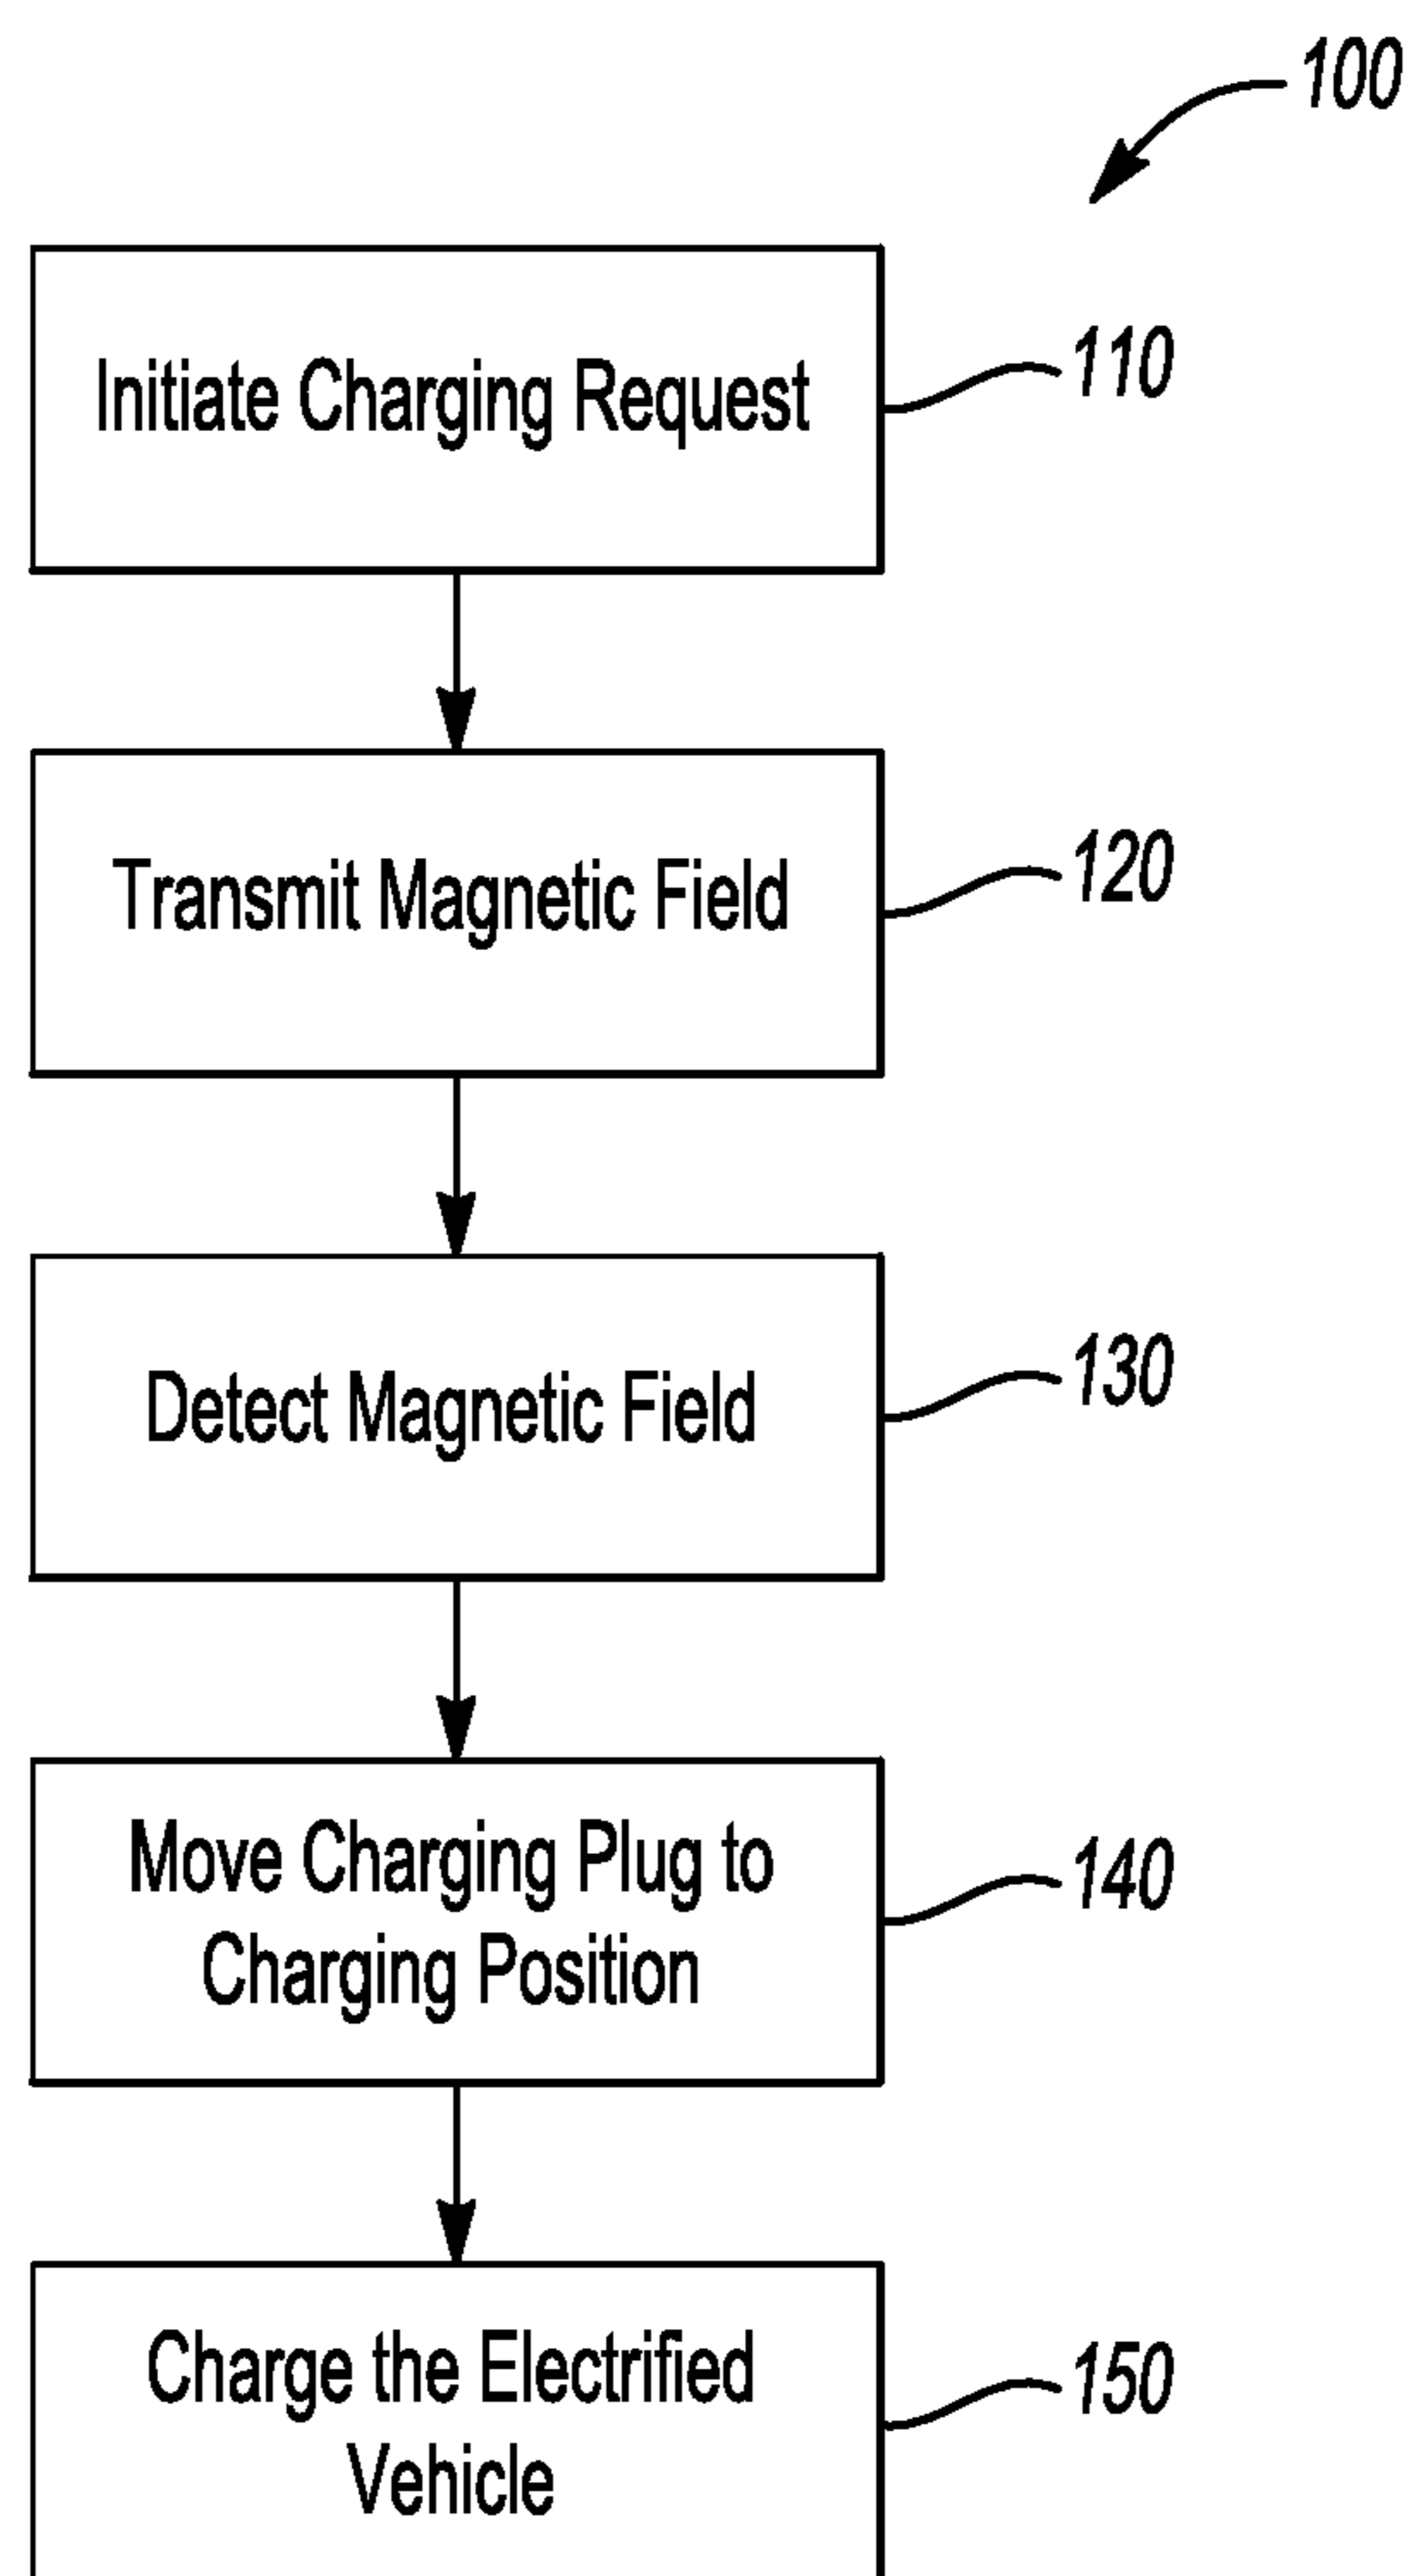 100
Initiate Charging Request
110
Transmit Magnetic Field
120
Detect Magnetic Field
130
Move Charging Plug to
Charging Position
140
Charge the Electrified
Vehicle
150